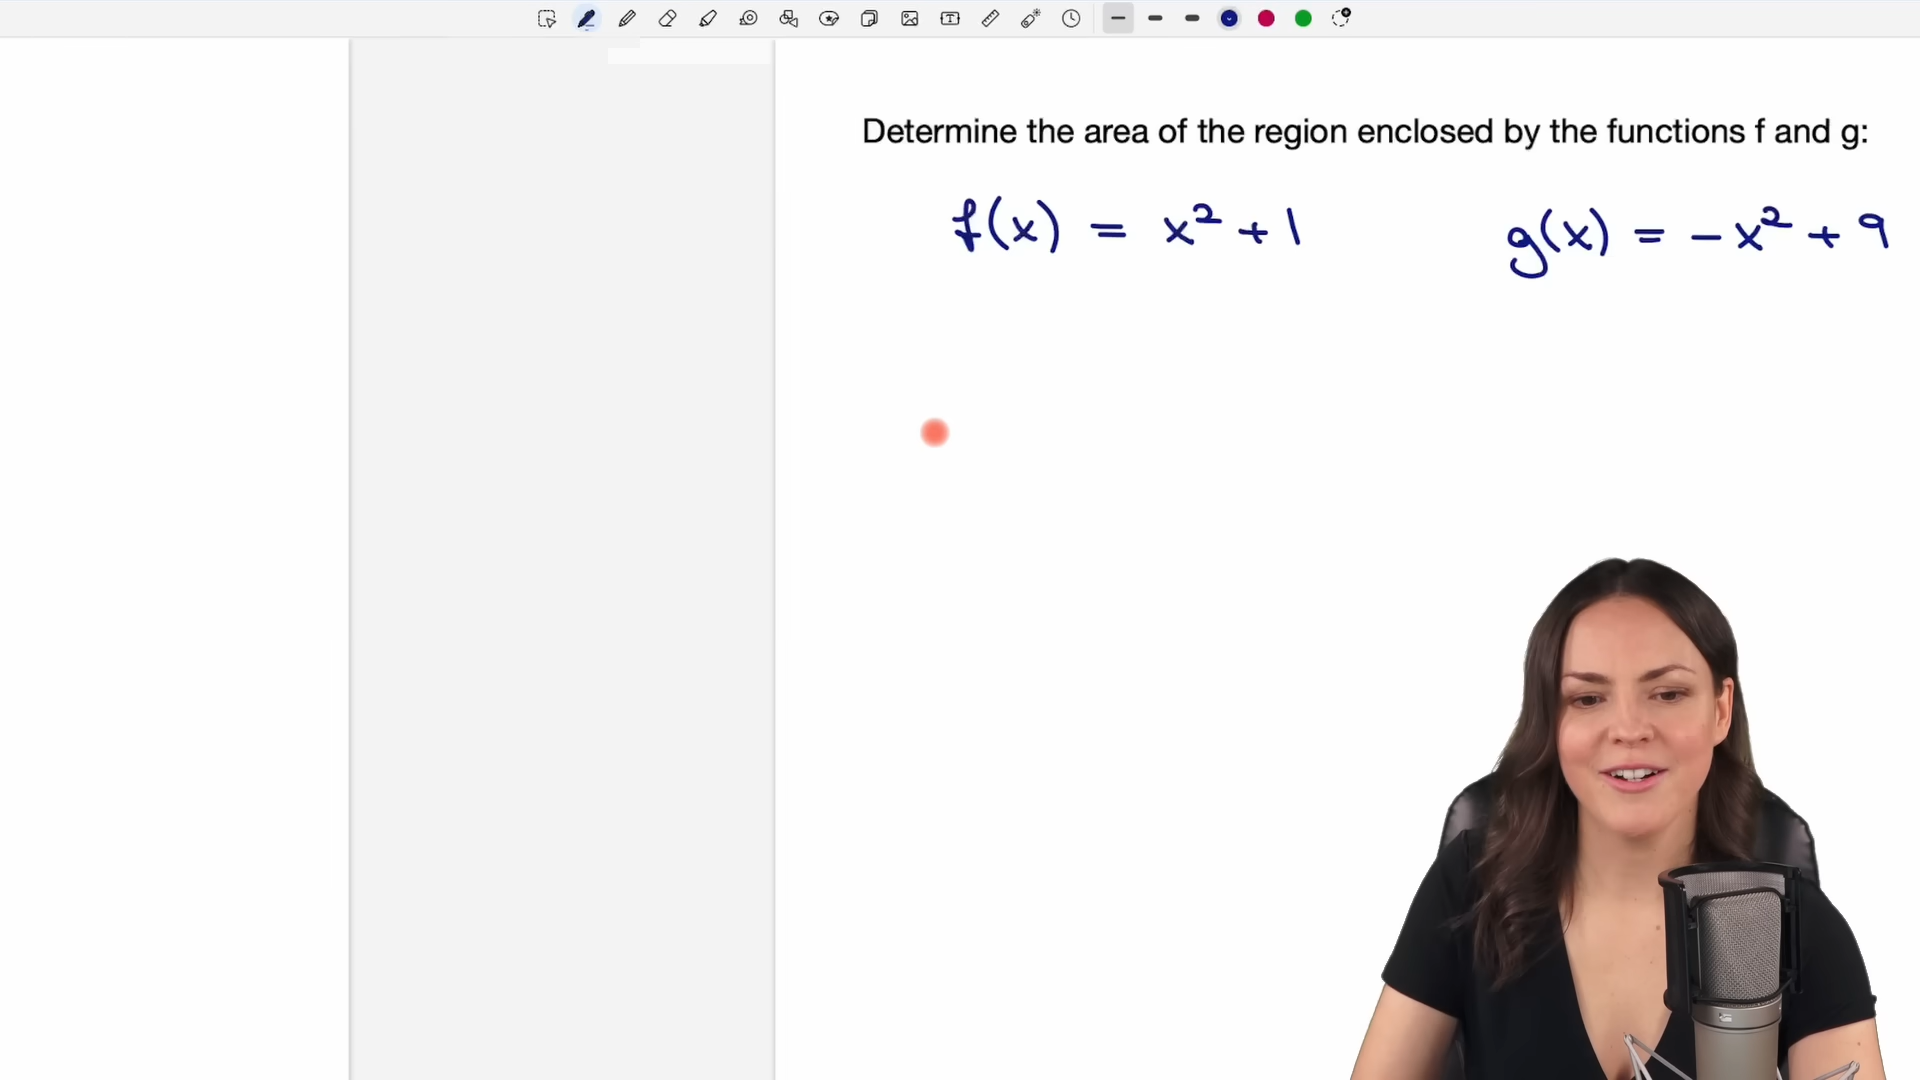 Determine the area of the region enclosed by the functions f and g:
f(x) = x² + 1 g(x) = -x² + 9